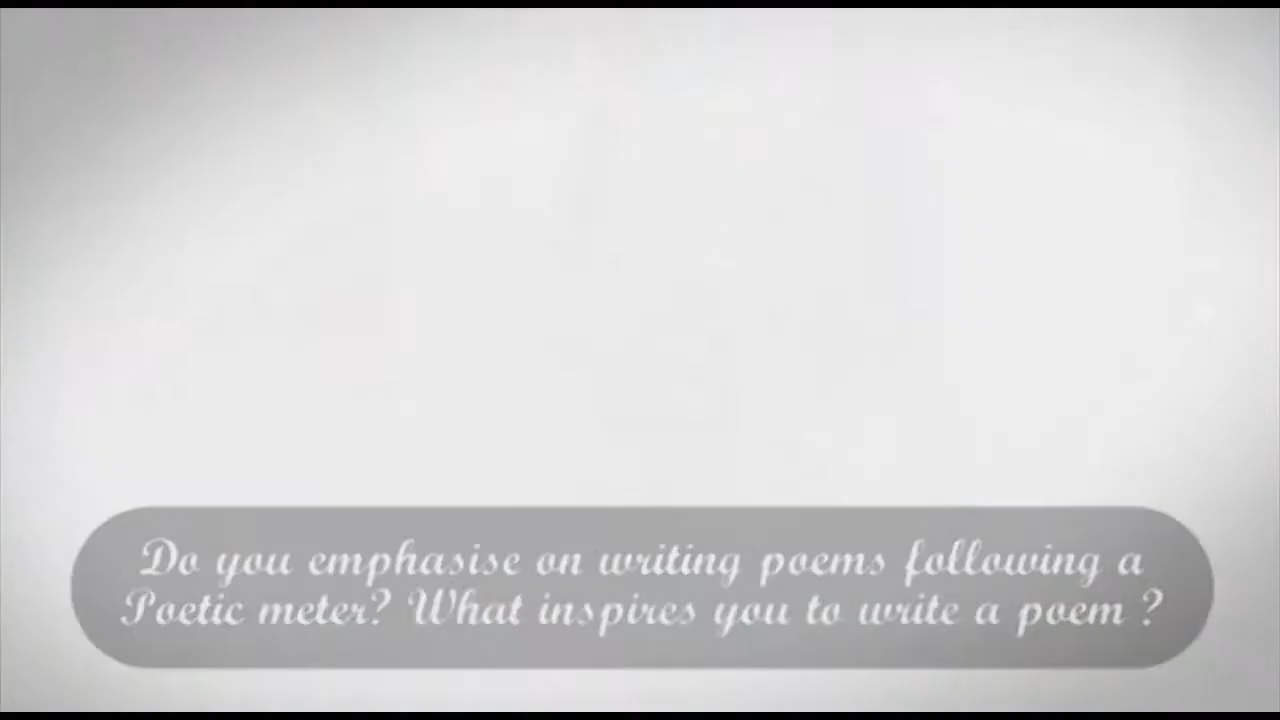 Do you emphasise on writing poems following a
Poetic meter? What inspires you to write a poem ?